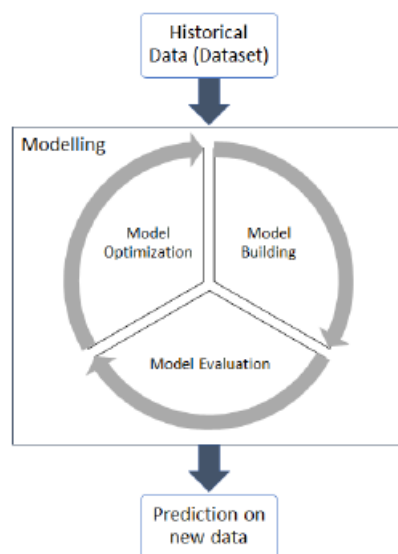 Historical
Data (Dataset)
Modelling
Model
Optimization
Model
Building
Model Evaluation
Prediction on
new data